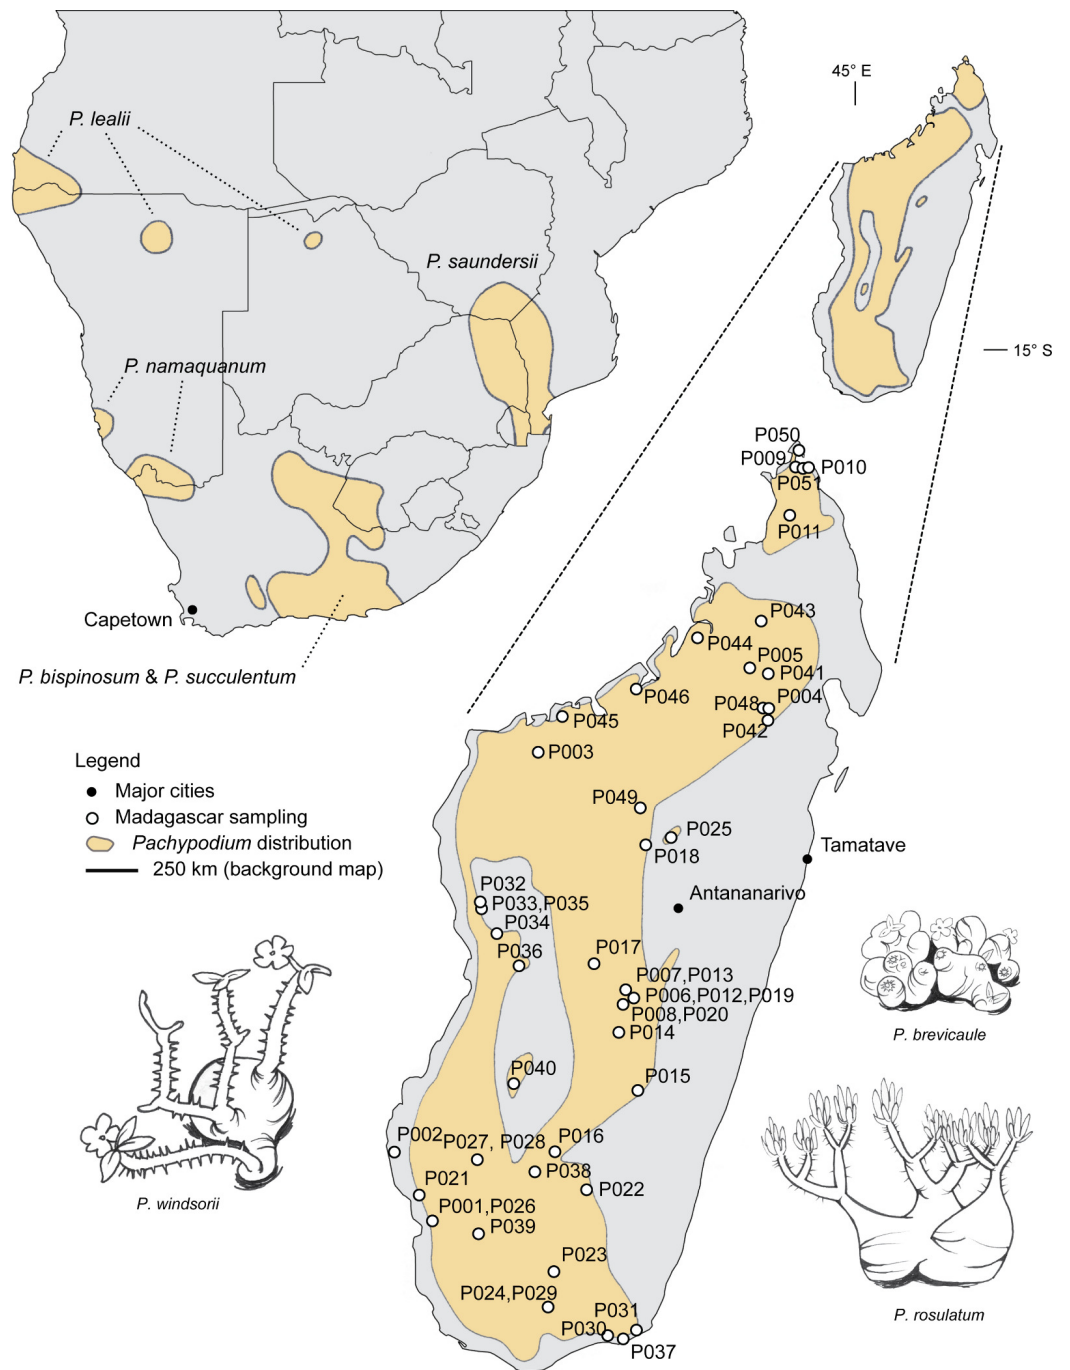 45° E
P. lealii
P. saundersii
15° S
P. namaquanum
P050
P009
P010
P051
P011
Capetown
P043
P044
P005
P. bispinosum & P. succulentum
P041
P046
P048
P004
P045
P042
Legend
P003
Major cities
Madagascar sampling
P049
Pachypodium distribution
P025
250 km (background map)
P018
Tamatave
P032
Antananarivo
P033,P035
P034
P036
P017
P007,P013
P006,P012,P019
P008,P020
P014
P. brevicaule
P040
P015
P002
P027, P028
P016
P038
P021
P022
P. windsorii
P001,P026
P039
P023
P024,P029
P031
P030
P037
P. rosulatum